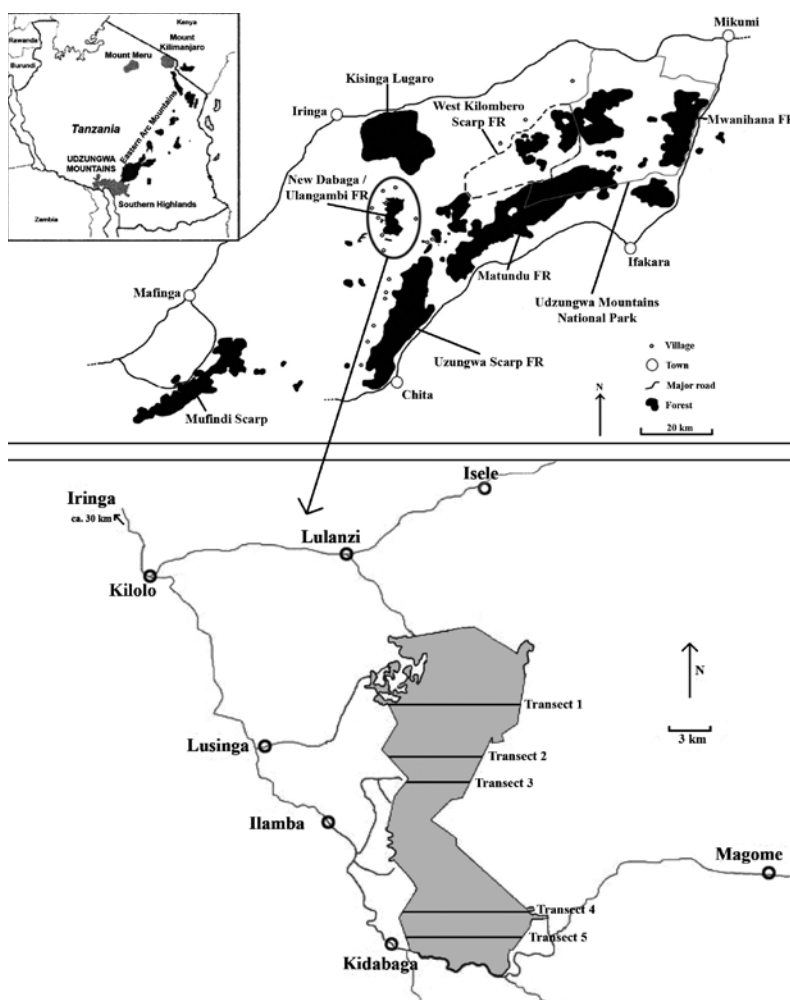 Kenya
Rawanda
Burundi
Mount Meru
Mount
Kilimanjaro
Tanzania
Eastern Arc Mountains
UDZUNGWA
MOUNTAINS
Southern Highlands
Zambia
Mikumi
Kisinga Lugaro
Iringa
West Kilombero
Scarp FR
Mwanihana FR
New Dabaga /
Ulangambi FR
Ifakara
Matundu FR
Mafinga
Udzungwa Mountains
National Park
Uzungwa Scarp FR
Chita
Mufindi Scarp
Village
Town
Major road
Forest
N
20 km
Isele
Iringa
ca. 30 km
Lulanzi
Kilolo
N
3 km
Transect 1
Lusinga
Transect 2
Transect 3
Ilamba
Magome
Transect 4
Transect 5
Kidabaga